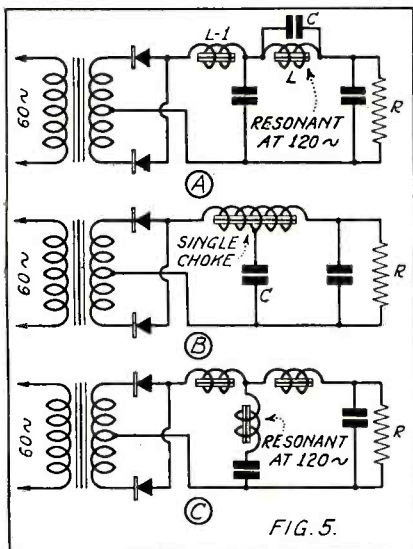 L-1
C
60~
L
RESONANT
AT 120~
R
A
60~
SINGLE
CHOKE
C
R
B
60~
RESONANT
AT 120~
R
C
FIG. 5.